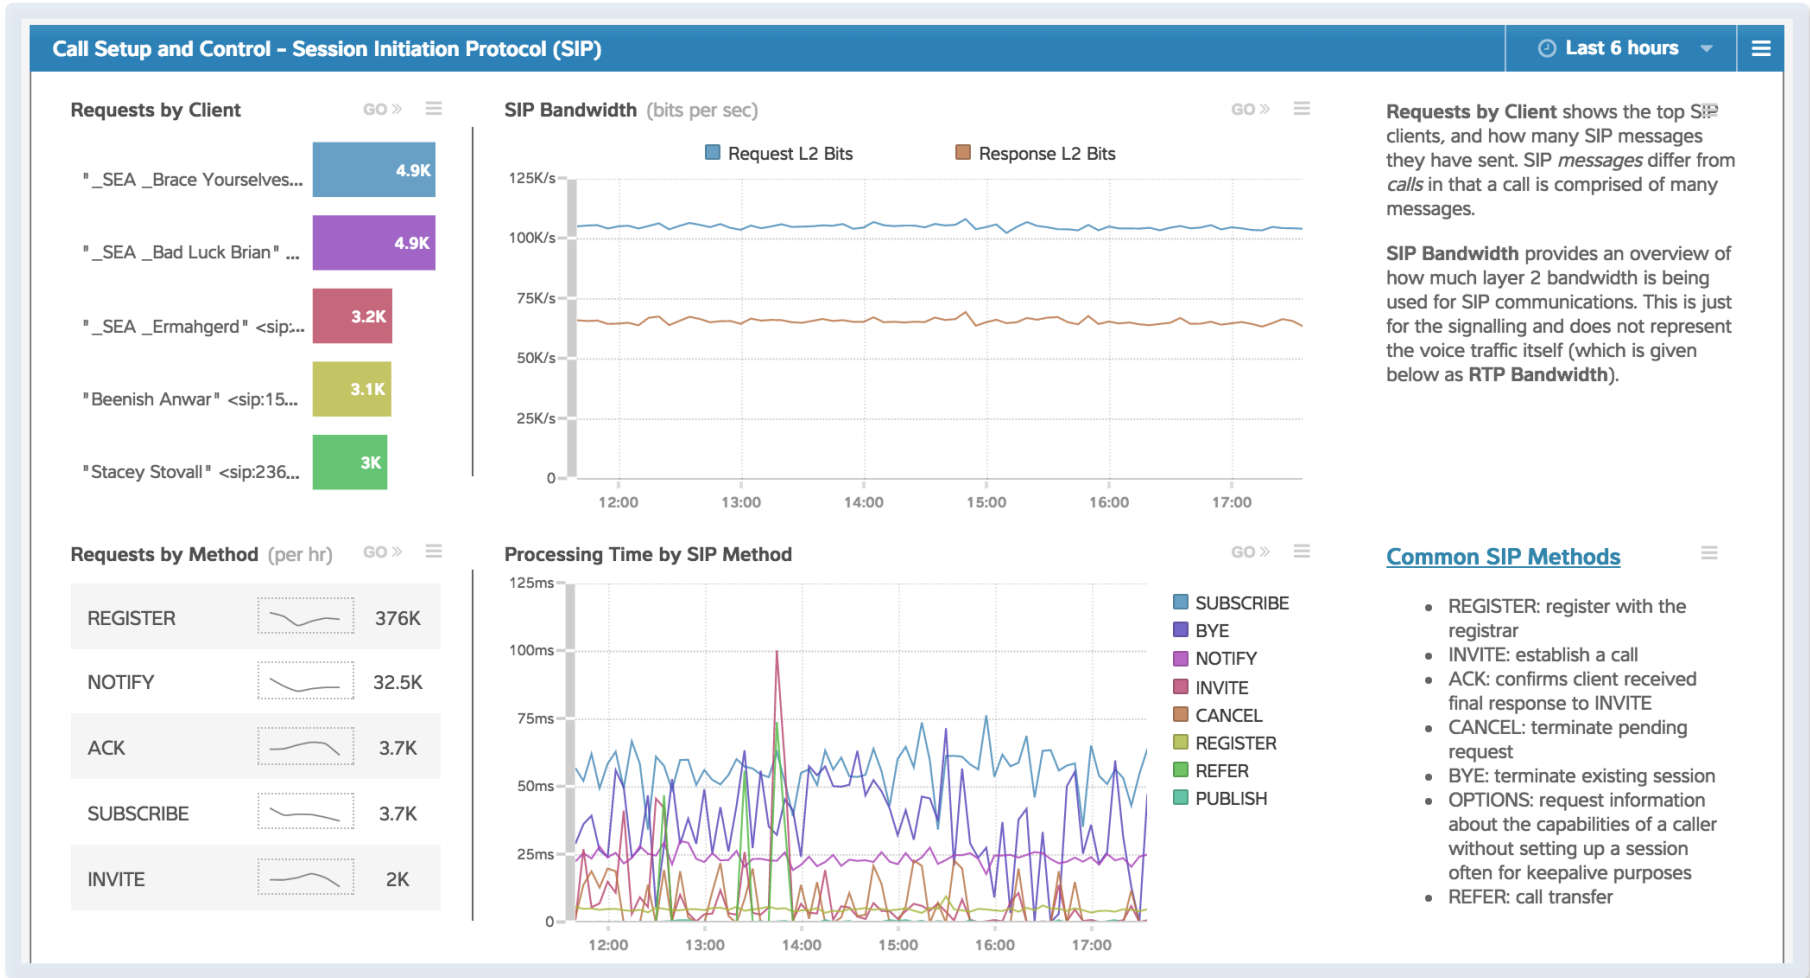 Call Setup and Control – Session Initiation Protocol (SIP)
Last 6 hours
Requests by Client
GO »
"_SEA _Brace Yourselves...
4.9K
"_SEA _Bad Luck Brian" ...
4.9K
"_SEA _Ermahgerd" <sip:...
3.2K
"Beenish Anwar" <sip:15...
3.1K
"Stacey Stovall" <sip:236...
3K
SIP Bandwidth (bits per sec)
GO »
Request L2 Bits
Response L2 Bits
125K/s
100K/s
75K/s
50K/s
25K/s
0
12:00
13:00
14:00
15:00
16:00
17:00
Requests by Client shows the top SIP
clients, and how many SIP messages
they have sent. SIP messages differ from
calls in that a call is comprised of many
messages.
SIP Bandwidth provides an overview of
how much layer 2 bandwidth is being
used for SIP communications. This is just
for the signalling and does not represent
the voice traffic itself (which is given
below as RTP Bandwidth).
Requests by Method (per hr)
GO »
REGISTER
376K
NOTIFY
32.5K
ACK
3.7K
SUBSCRIBE
3.7K
INVITE
2K
Processing Time by SIP Method
GO »
125ms
100ms
75ms
50ms
25ms
0
12:00
13:00
14:00
15:00
16:00
17:00
SUBSCRIBE
BYE
NOTIFY
INVITE
CANCEL
REGISTER
REFER
PUBLISH
Common SIP Methods
• REGISTER: register with the
registrar
• INVITE: establish a call
• ACK: confirms client received
final response to INVITE
• CANCEL: terminate pending
request
• BYE: terminate existing session
• OPTIONS: request information
about the capabilities of a caller
without setting up a session
often for keepalive purposes
• REFER: call transfer